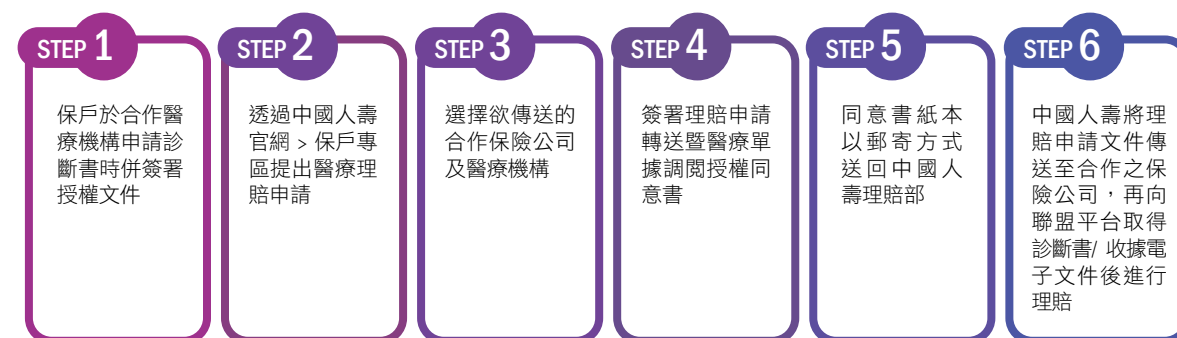 STEP 1
保戶於合作醫
療機構申請診
斷書時併簽署
授權文件
STEP 2
透過中國人壽
官網 > 保戶專
區提出醫療理
賠申請
STEP 3
選擇欲傳送的
合作保險公司
及醫療機構
STEP 4
簽署理賠申請
轉送暨醫療單
據調閱授權同
意書
STEP 5
同意書紙本
以郵寄方式
送回中國人
壽理賠部
STEP 6
中國人壽將理
賠申請文件傳
送至合作之保
險公司，再向
聯盟平台取得
診斷書/ 收據電
子文件後進行
理賠